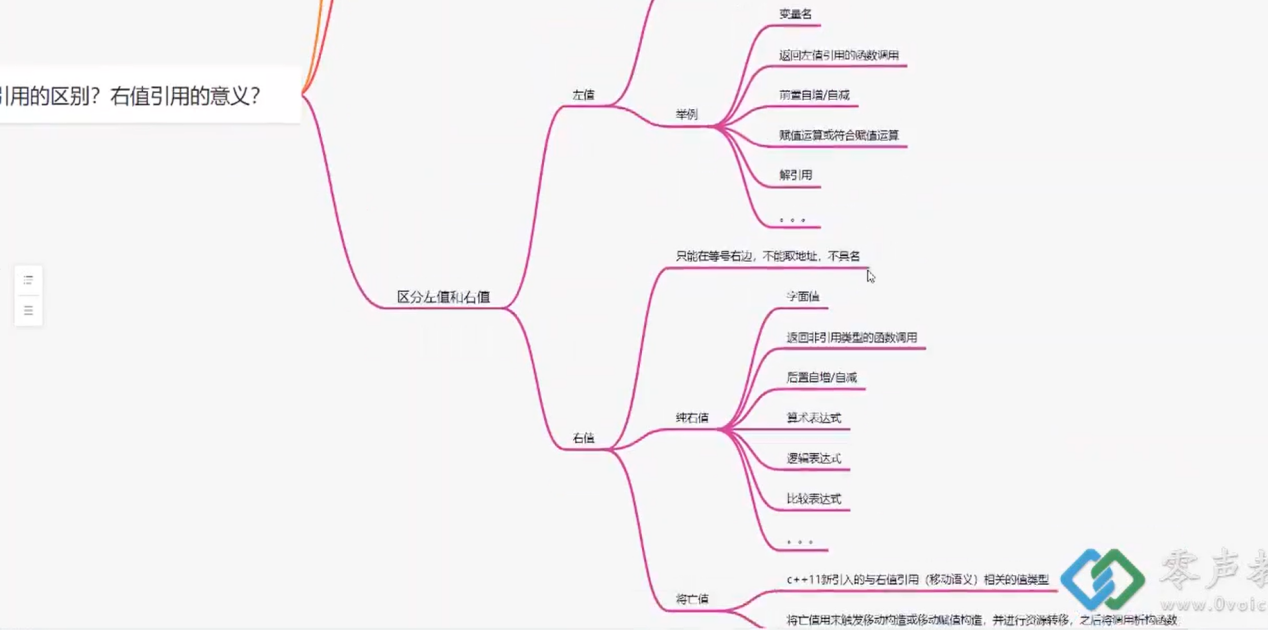 引用的区别？右值引用的意义？
区分左值和右值
左值
举例
变量名
返回左值引用的函数调用
前置自增/自减
赋值运算或符合赋值运算
解引用
。。。
右值
只能在等号右边，不能取地址，不具名
纯右值
字面值
返回非引用类型的函数调用
后置自增/自减
算术表达式
逻辑表达式
比较表达式
。。。
将亡值
c++11新引入的与右值引用（移动语义）相关的值类型
将亡值用来触发移动构造或移动赋值构造，并进行资源转移，之后将调用析构函数
零声
www.0voic